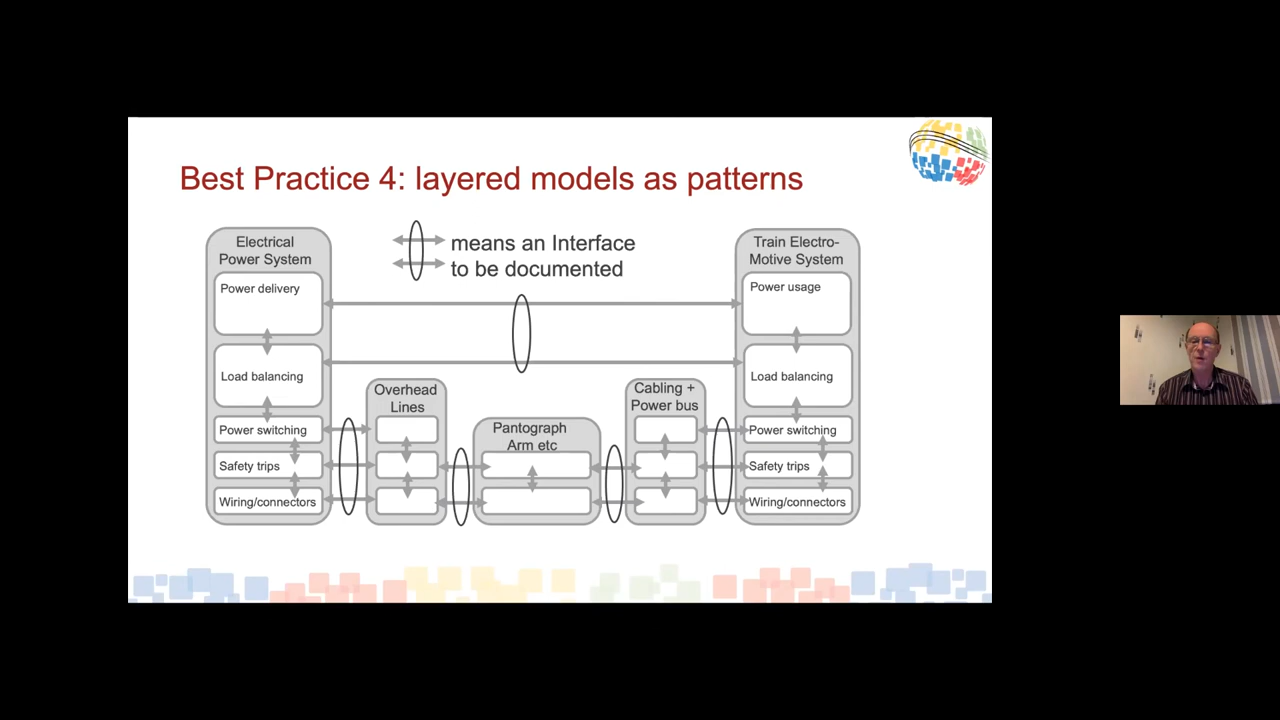 Best Practice 4: layered models as patterns
means an Interface
to be documented
Electrical
Power System
Power delivery
Load balancing
Power switching
Safety trips
Wiring/connectors
Overhead
Lines
Pantograph
Arm etc
Cabling +
Power bus
Train Electro-
Motive System
Power usage
Load balancing
Power switching
Safety trips
Wiring/connectors